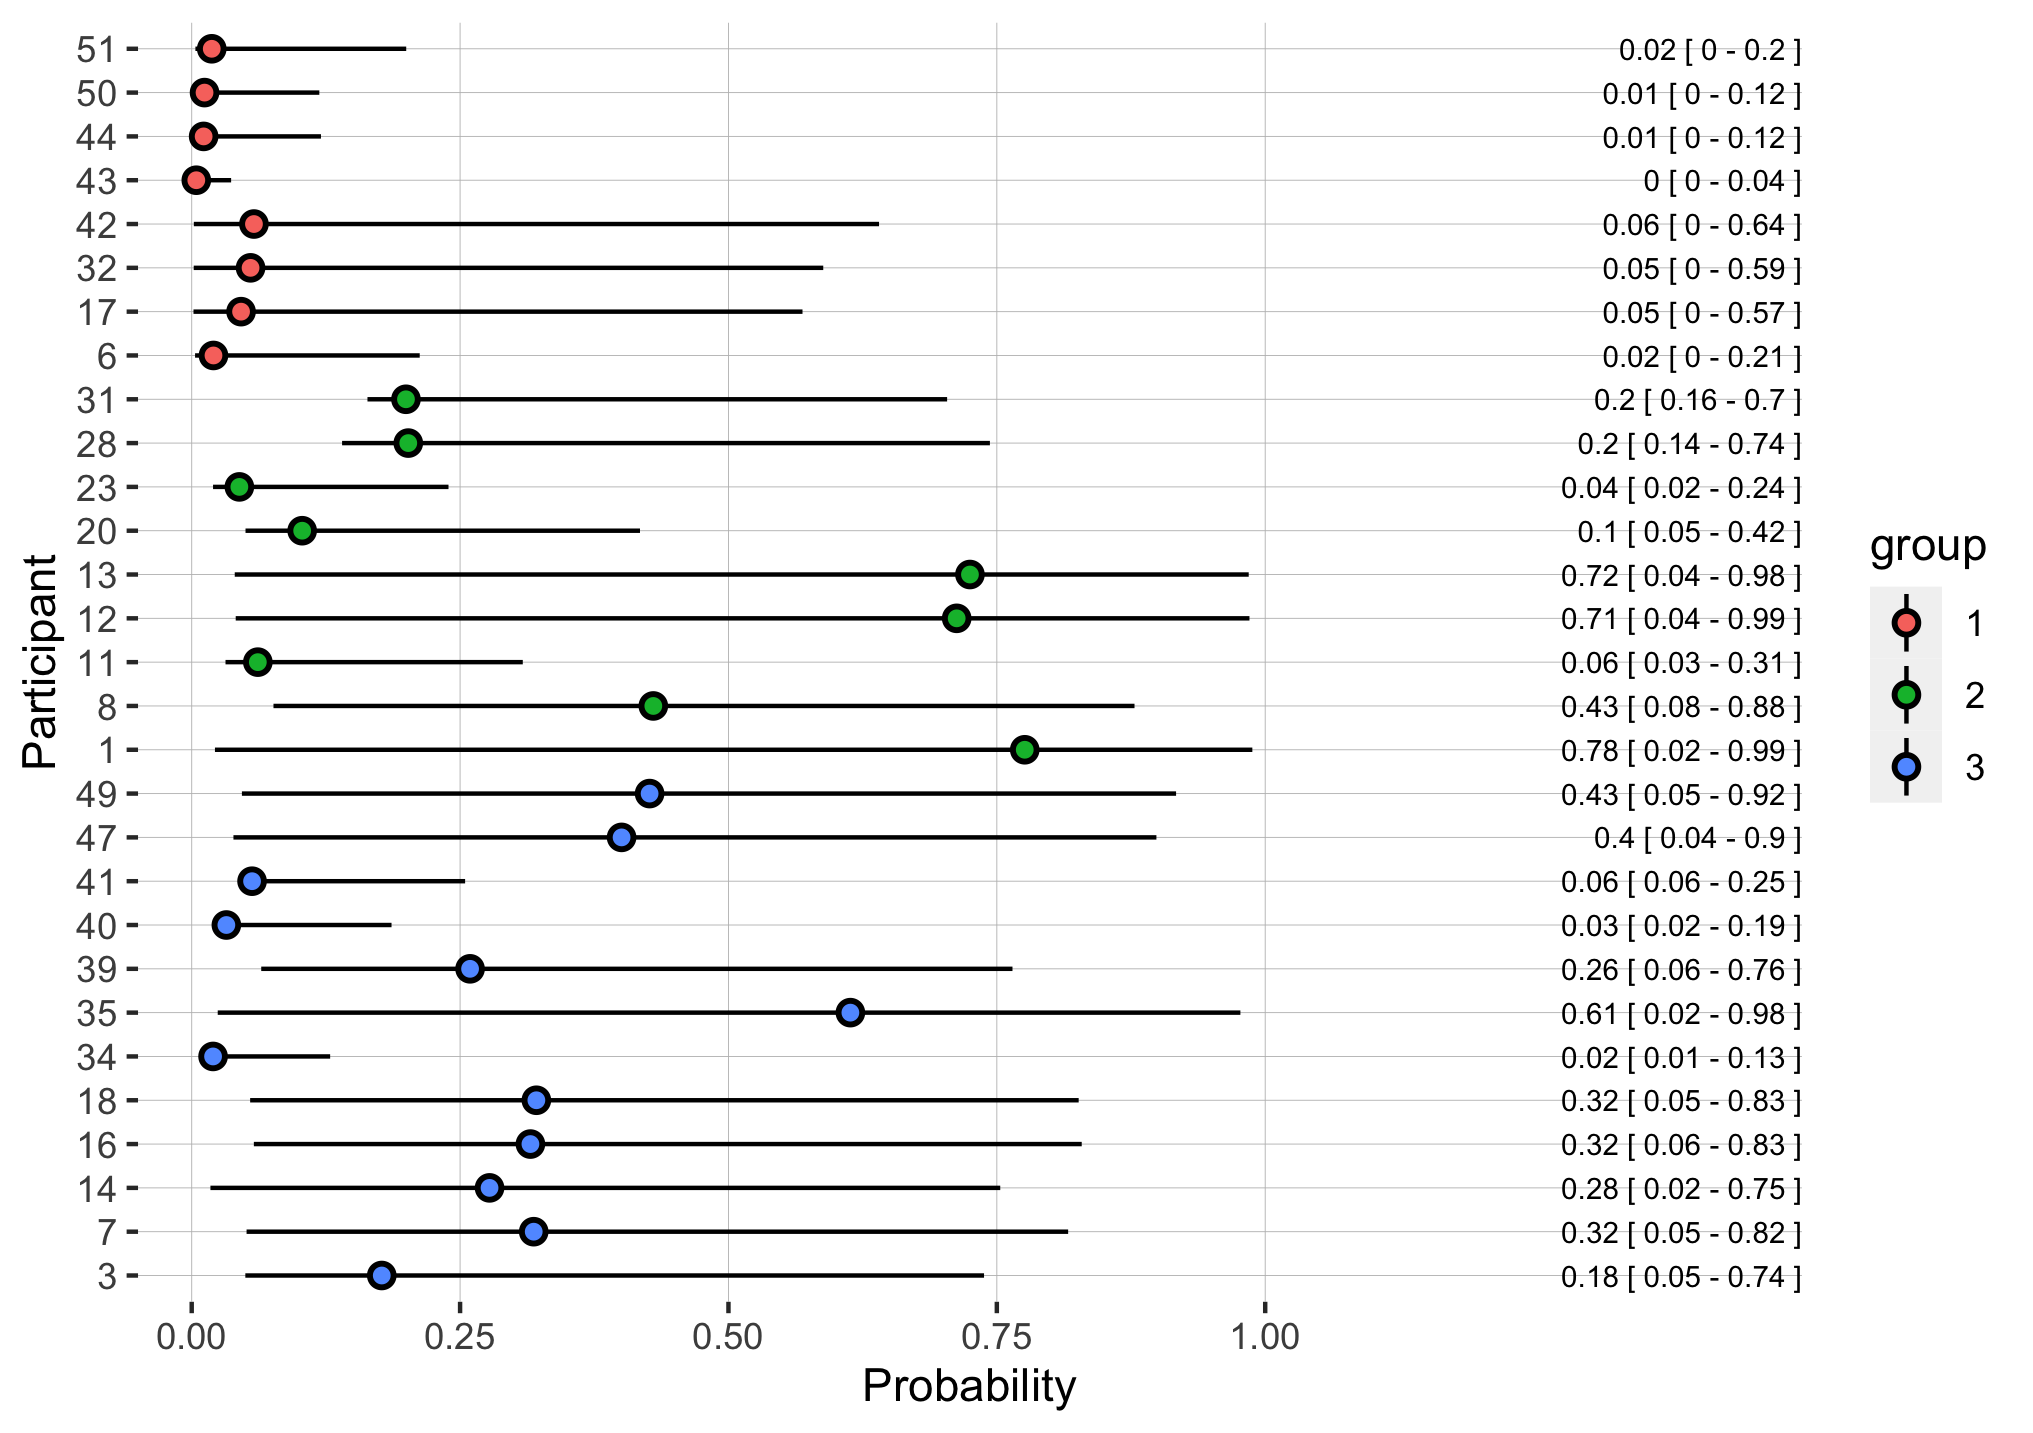 51 0.02 [ 0 - 0.2 ]
50 0.01 [ 0 - 0.12 ]
44 0.01 [ 0 - 0.12 ]
43 0 [ 0 - 0.04 ]
42 0.06 [ 0 - 0.64 ]
32 0.05 [ 0 - 0.59 ]
17 0.05 [ 0 - 0.57 ]
6 0.02 [ 0 - 0.21 ]
31 0.2 [ 0.16 - 0.7 ]
28 0.2 [ 0.14 - 0.74 ]
23 0.04 [ 0.02 - 0.24 ]
20 0.1 [ 0.05 - 0.42 ]
13 0.72 [ 0.04 - 0.98 ]
12 0.71 [ 0.04 - 0.99 ]
11 0.06 [ 0.03 - 0.31 ]
8 0.43 [ 0.08 - 0.88 ]
1 0.78 [ 0.02 - 0.99 ]
49 0.43 [ 0.05 - 0.92 ]
47 0.4 [ 0.04 - 0.9 ]
41 0.06 [ 0.06 - 0.25 ]
40 0.03 [ 0.02 - 0.19 ]
39 0.26 [ 0.06 - 0.76 ]
35 0.61 [ 0.02 - 0.98 ]
34 0.02 [ 0.01 - 0.13 ]
18 0.32 [ 0.05 - 0.83 ]
16 0.32 [ 0.06 - 0.83 ]
14 0.28 [ 0.02 - 0.75 ]
7 0.32 [ 0.05 - 0.82 ]
3 0.18 [ 0.05 - 0.74 ]
0.00 0.25 0.50 0.75 1.00
Probability
Participant
group
1
2
3